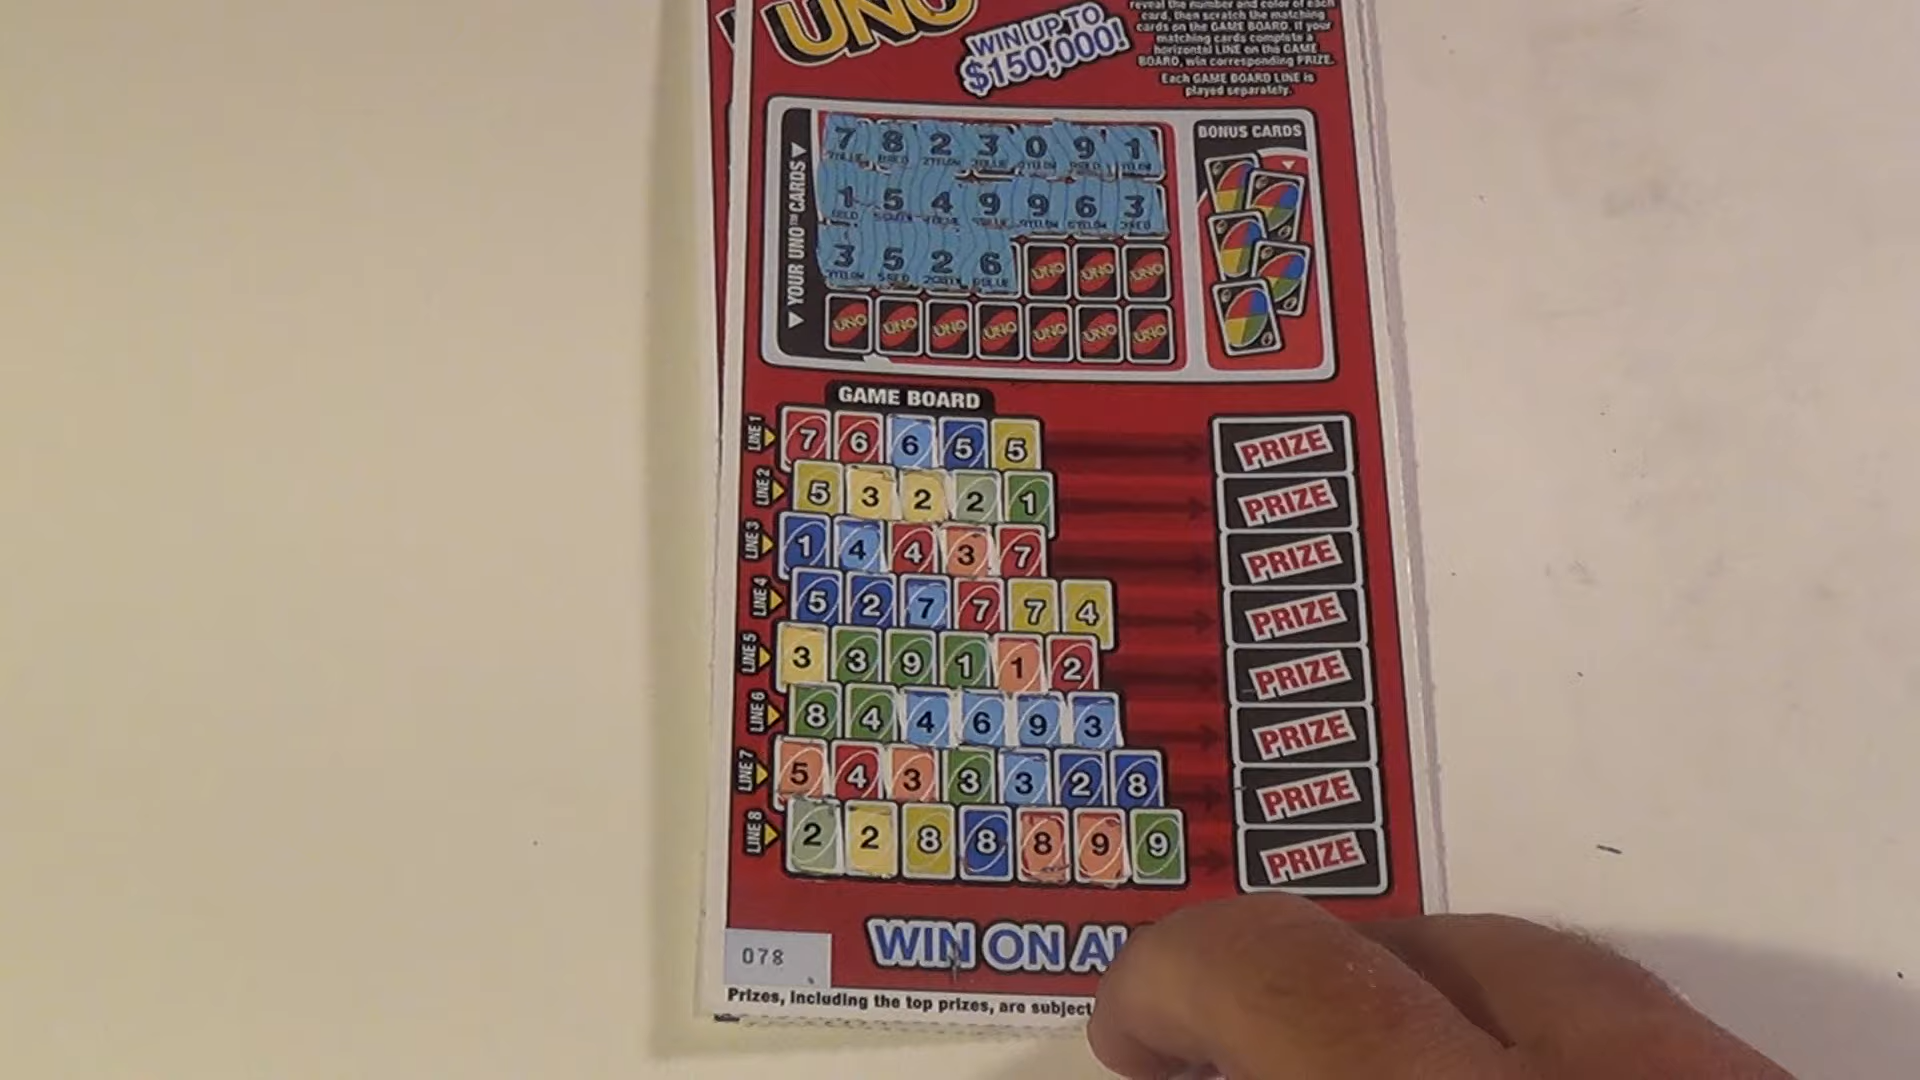 UNO
WIN UP TO
$150,000!
reveal the number and color of each
card, then scratch the matching
cards on the GAME BOARD. If your
matching cards complete a
horizontal LINE on the GAME
BOARD, win corresponding PRIZE.
Each GAME BOARD LINE is
played separately.
YOUR UNO™ CARDS
7 8 2 3 0 9 1
1 5 4 9 9 6 3
3 5 2 6 UNO UNO UNO
UNO UNO UNO UNO UNO UNO UNO
BONUS CARDS
GAME BOARD
LINE 1 7 6 6 5 5 PRIZE
LINE 2 5 3 2 2 1 PRIZE
LINE 3 1 4 4 3 7 PRIZE
LINE 4 5 2 7 7 7 4 PRIZE
LINE 5 3 3 9 1 1 2 PRIZE
LINE 6 8 4 4 6 9 3 PRIZE
LINE 7 5 4 3 3 3 2 8 PRIZE
LINE 8 2 2 8 8 8 9 9 PRIZE
WIN ON
078
Prizes, including the top prizes, are subject